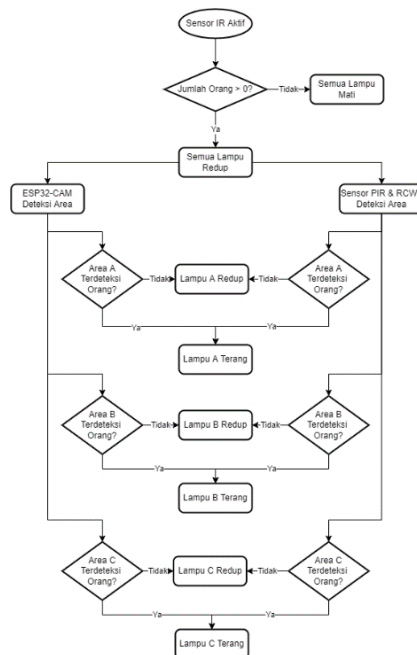 Sensor IR Aktif
Jumlah Orang > 0?
Tidak
Semua Lampu
Mati
Ya
Semua Lampu
Redup
ESP32-CAM
Deteksi Area
Sensor PIR & RCW
Deteksi Area
Area A
Terdeteksi
Orang?
Tidak
Lampu A Redup
Tidak
Area A
Terdeteksi
Orang?
Ya
Ya
Lampu A Terang
Area B
Terdeteksi
Orang?
Tidak
Lampu B Redup
Tidak
Area B
Terdeteksi
Orang?
Ya
Ya
Lampu B Terang
Area C
Terdeteksi
Orang?
Tidak
Lampu C Redup
Tidak
Area C
Terdeteksi
Orang?
Ya
Ya
Lampu C Terang